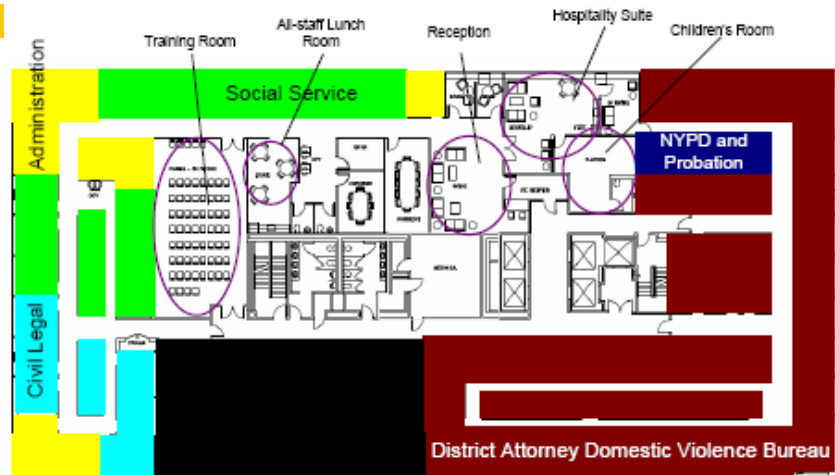 Hospitality Suite
All-staff Lunch
Room
Training Room
Reception
Children's Room
Administration
Social Service
NYPD and
Probation
Civil Legal
District Attorney Domestic Violence Bureau